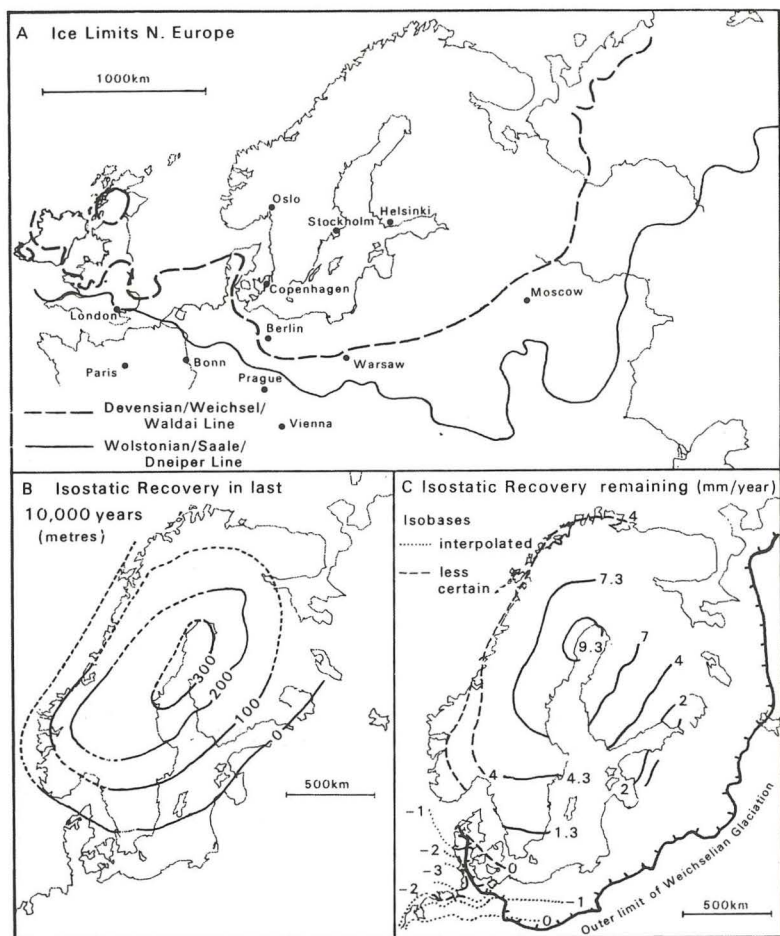 A Ice Limits N. Europe
1000km
Oslo
Stockholm
Helsinki
Copenhagen
Moscow
London
Berlin
Warsaw
Bonn
Paris
Prague
Vienna
Devensian/Weichsel/
Waldai Line
Wolstonian/Saale/
Dneiper Line
B Isostatic Recovery in last
10,000 years
(metres)
300
200
100
0
500km
C Isostatic Recovery remaining (mm/year)
Isobases
interpolated
less
certain
4
7.3
9.3
7
4
2
2
4
4.3
1.3
-1
-2
-3
-2
0
-1
0
Outer limit of Weichselian Glaciation
500km